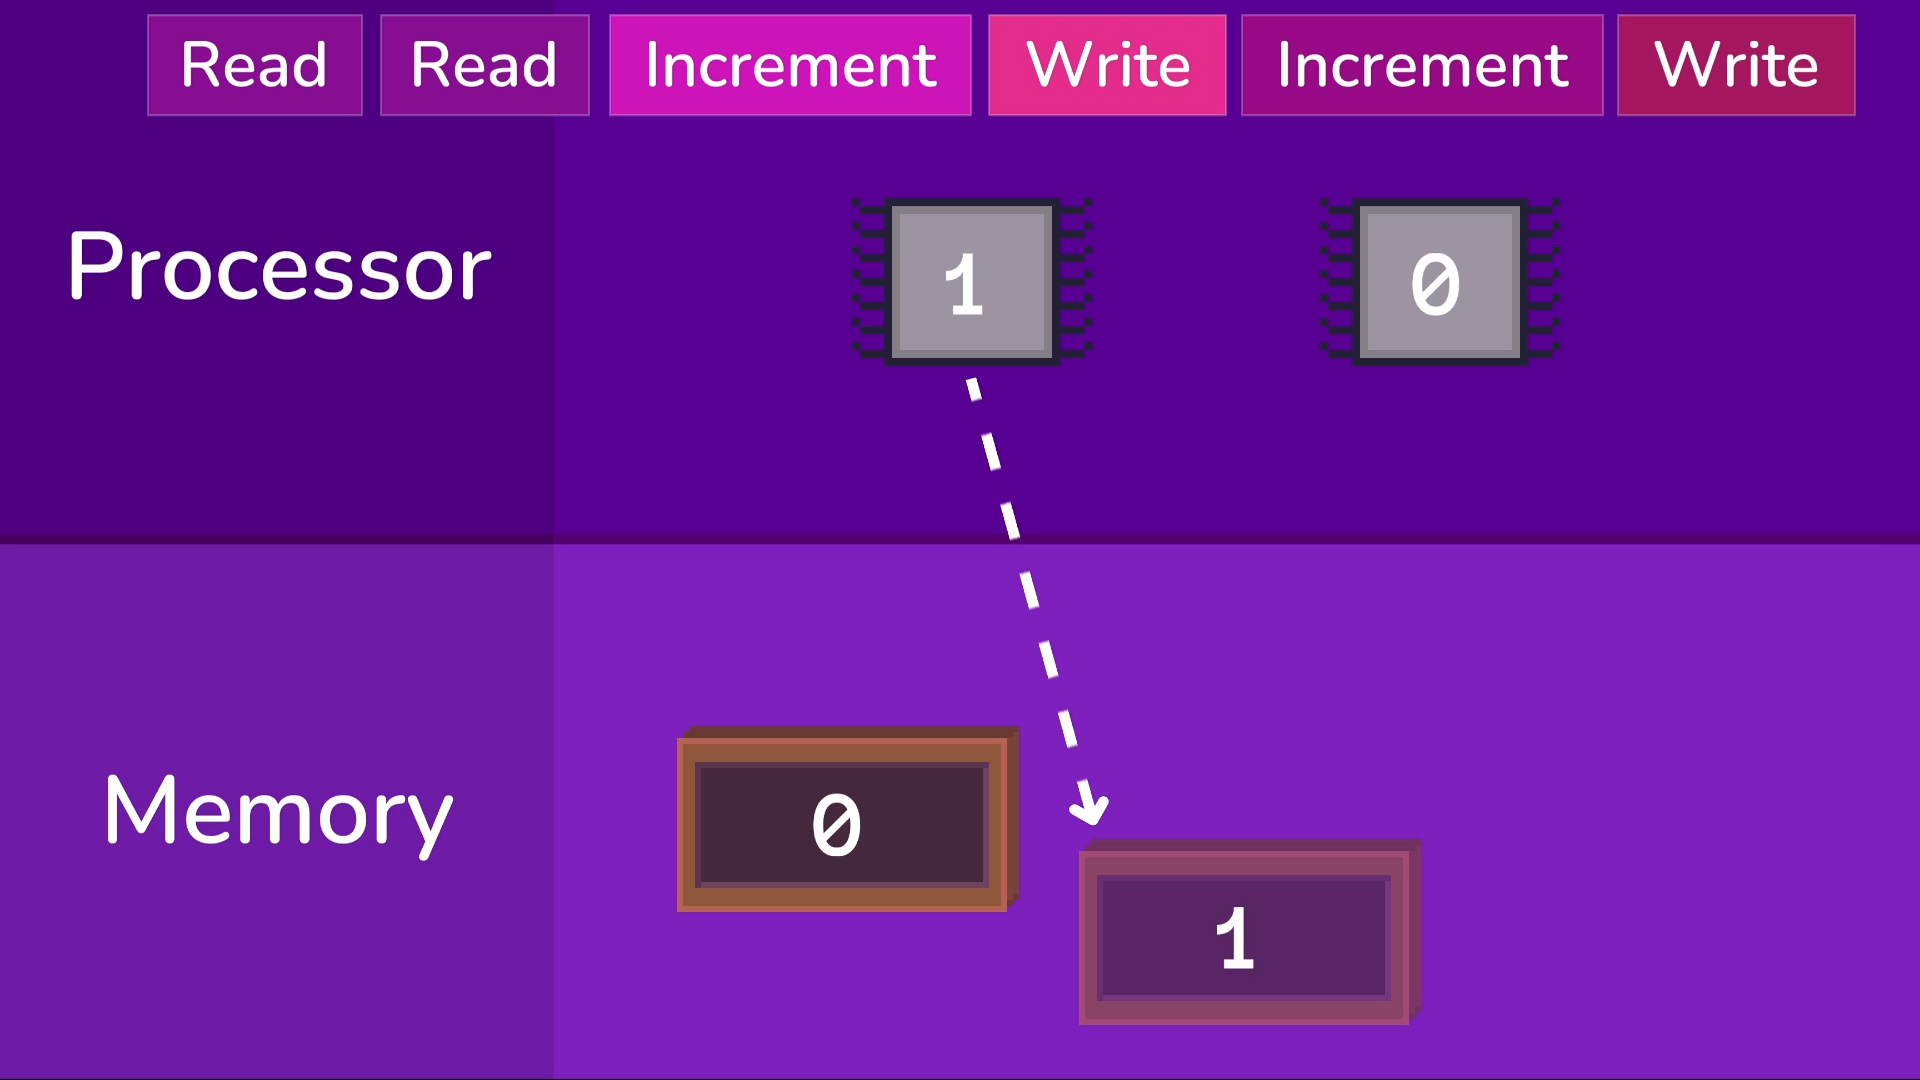 Read Read Increment Write Increment Write
Processor 1 0
Memory 0
1